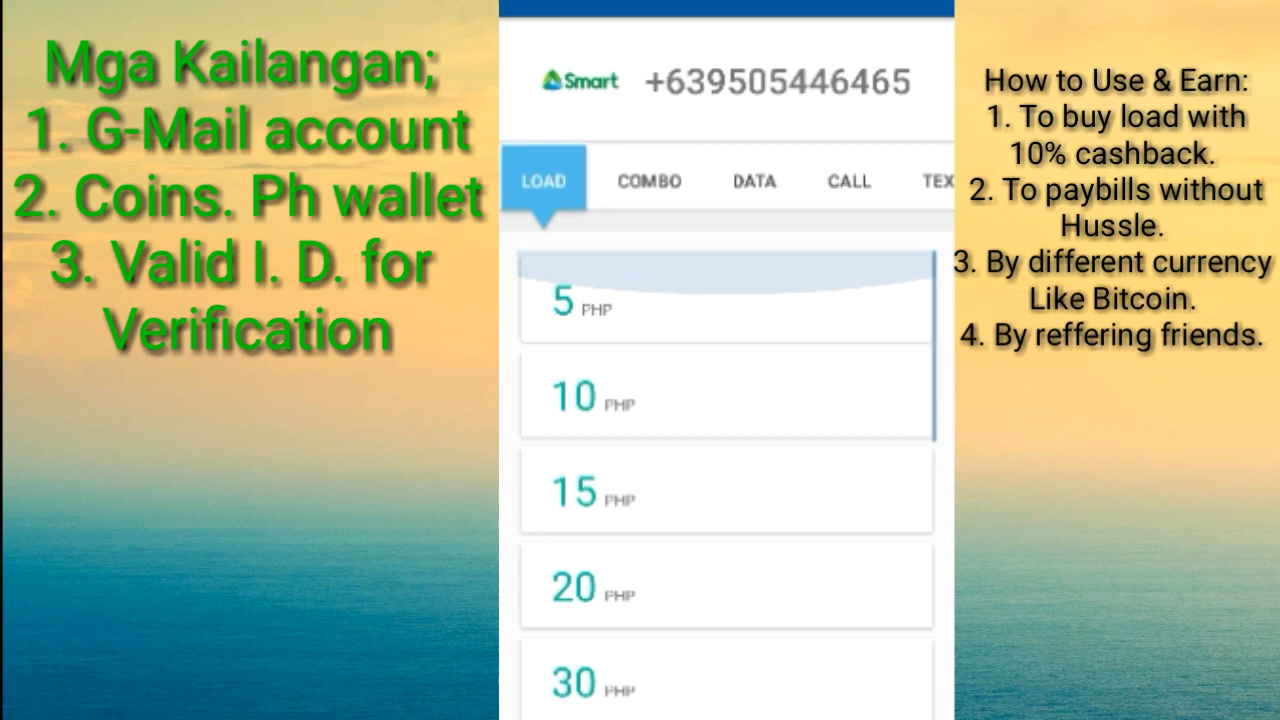 Mga Kailangan;
1. G-Mail account
2. Coins. Ph wallet
3. Valid I. D. for
Verification
Smart +639505446465
LOAD COMBO DATA CALL TEX
5 PHP
10 PHP
15 PHP
20 PHP
30 PHP
How to Use & Earn:
1. To buy load with
10% cashback.
2. To paybills without
Hussle.
3. By different currency
Like Bitcoin.
4. By reffering friends.